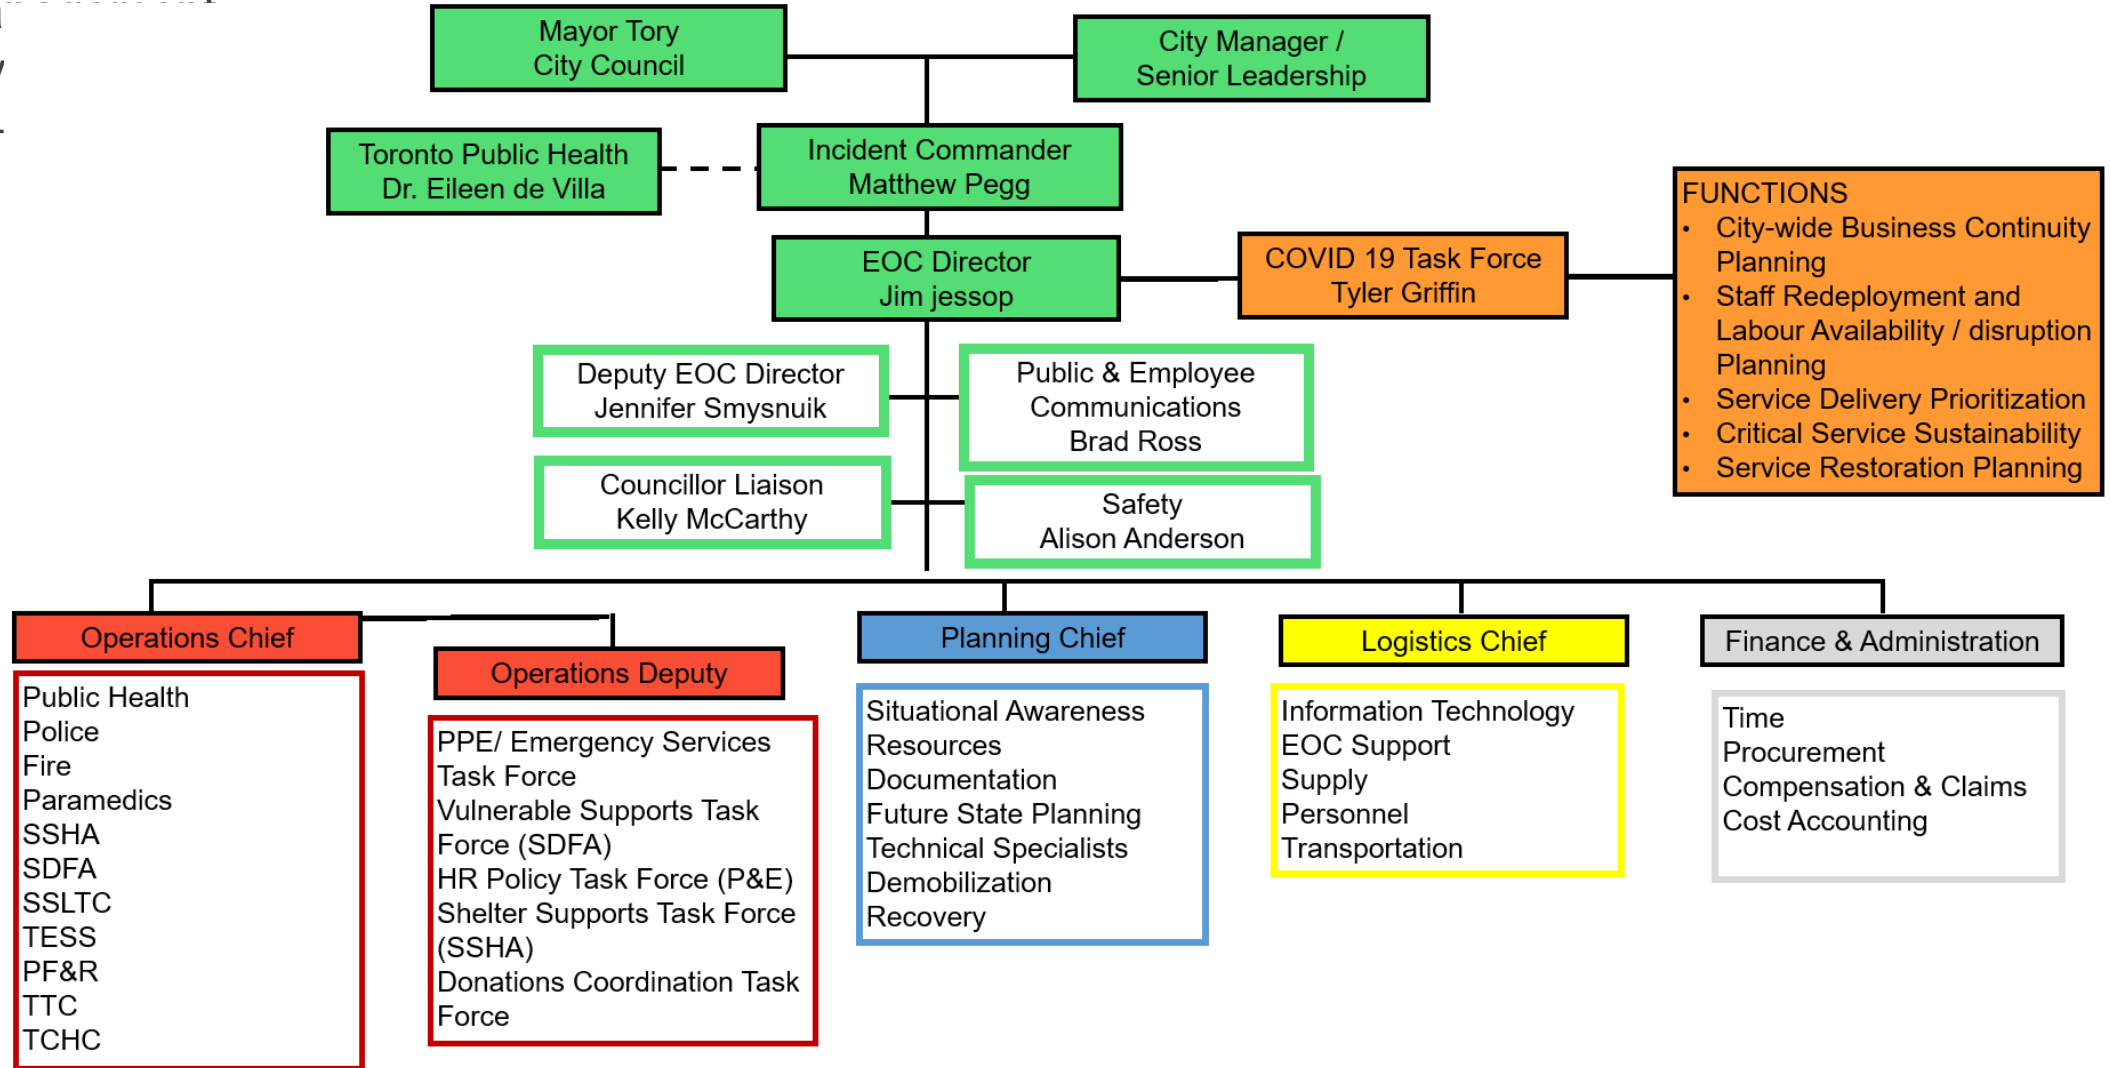 Mayor Tory
City Council
City Manager /
Senior Leadership
Toronto Public Health
Dr. Eileen de Villa
Incident Commander
Matthew Pegg
EOC Director
Jim jessop
COVID 19 Task Force
Tyler Griffin
FUNCTIONS
• City-wide Business Continuity
Planning
• Staff Redeployment and
Labour Availability / disruption
Planning
• Service Delivery Prioritization
• Critical Service Sustainability
• Service Restoration Planning
Deputy EOC Director
Jennifer Smysnuik
Public & Employee
Communications
Brad Ross
Councillor Liaison
Kelly McCarthy
Safety
Alison Anderson
Operations Chief
Public Health
Police
Fire
Paramedics
SSHA
SDFA
SSLTC
TESS
PF&R
TTC
TCHC
Operations Deputy
PPE/ Emergency Services
Task Force
Vulnerable Supports Task
Force (SDFA)
HR Policy Task Force (P&E)
Shelter Supports Task Force
(SSHA)
Donations Coordination Task
Force
Planning Chief
Situational Awareness
Resources
Documentation
Future State Planning
Technical Specialists
Demobilization
Recovery
Logistics Chief
Information Technology
EOC Support
Supply
Personnel
Transportation
Finance & Administration
Time
Procurement
Compensation & Claims
Cost Accounting